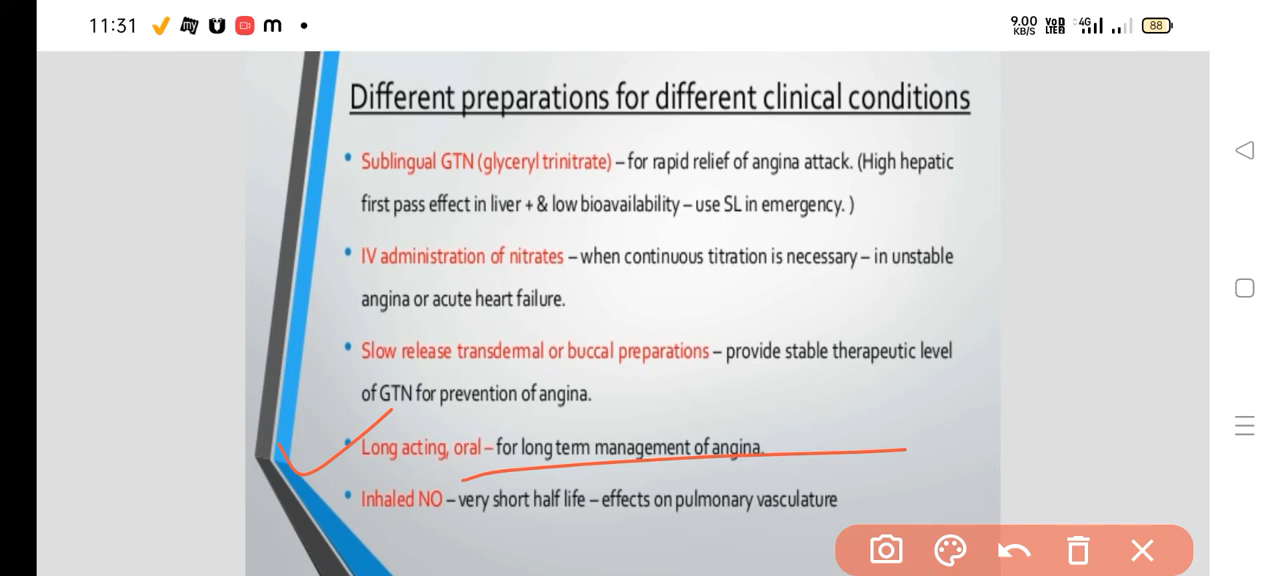 11:31 my m 9.00 KB/S VoD LTE2 4G 88
Different preparations for different clinical conditions
• Sublingual GTN (glyceryl trinitrate) – for rapid relief of angina attack. (High hepatic
first pass effect in liver + & low bioavailability – use SL in emergency. )
• IV administration of nitrates – when continuous titration is necessary – in unstable
angina or acute heart failure.
• Slow release transdermal or buccal preparations – provide stable therapeutic level
of GTN for prevention of angina.
• Long acting, oral – for long term management of angina.
• Inhaled NO – very short half life – effects on pulmonary vasculature